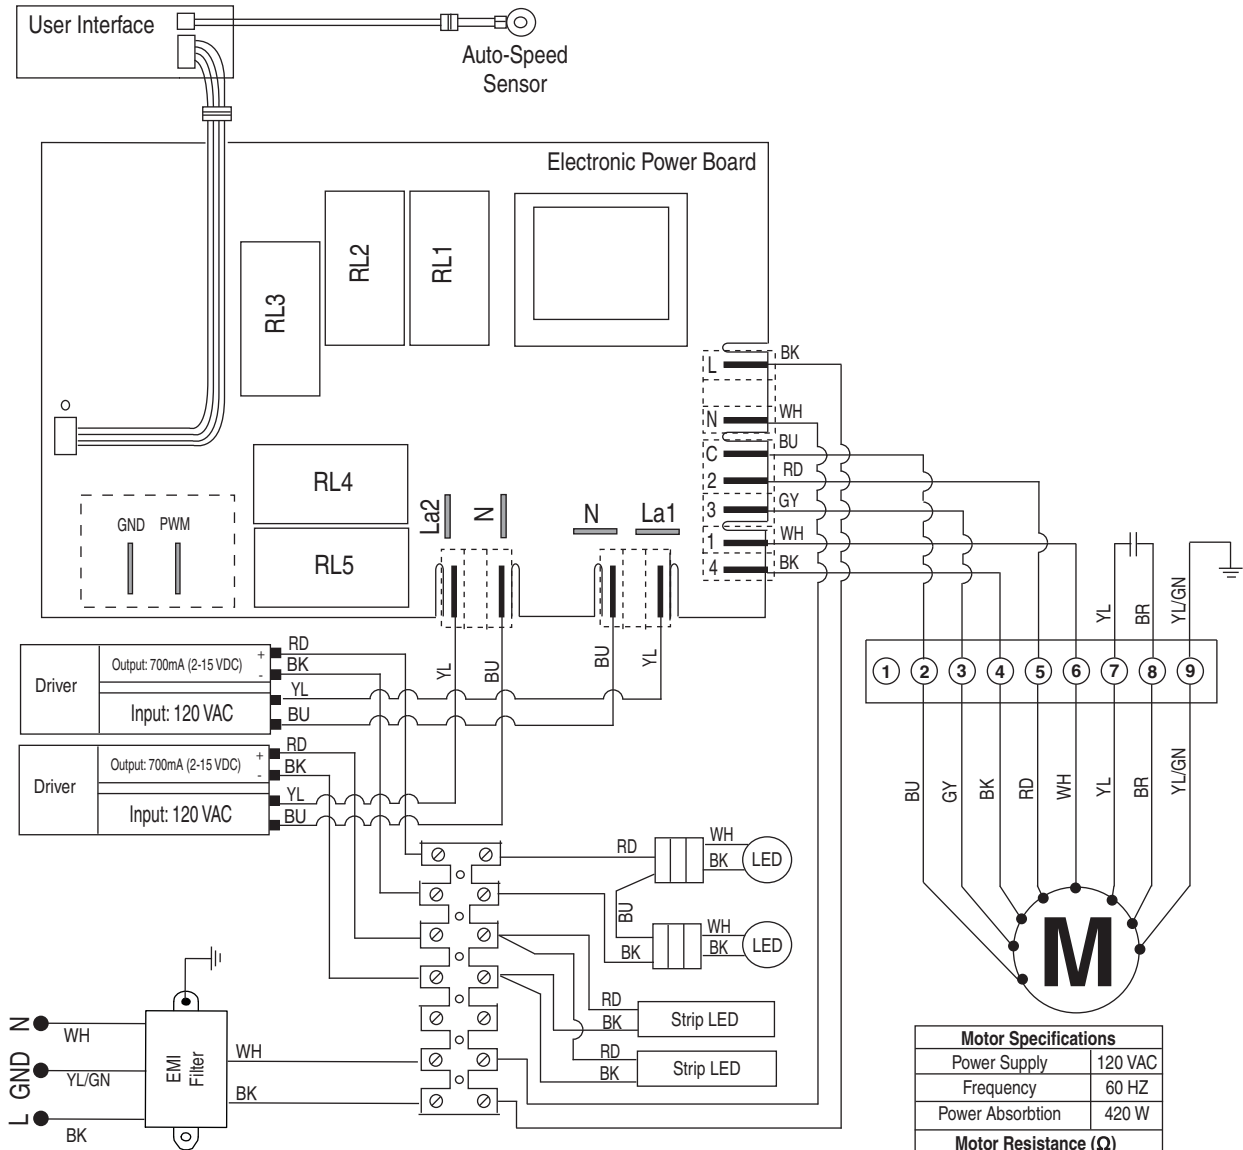 User Interface
Auto-Speed
Sensor
Electronic Power Board
RL2
RL1
RL3
L
BK
N
WH
C
BU
2
RD
3
GY
1
WH
4
BK
RL4
RL5
La2
N
N
La1
GND
PWM
YL
BR
YL/GN
1
2
3
4
5
6
7
8
9
BU
GY
BK
RD
WH
YL
BR
YL/GN
M
YL
BU
BU
YL
Driver
Output: 700mA (2-15 VDC)
+
-
Input: 120 VAC
RD
BK
YL
BU
Driver
Output: 700mA (2-15 VDC)
+
-
Input: 120 VAC
RD
BK
YL
BU
RD
WH
BK
LED
BU
BK
WH
BK
LED
RD
BK
Strip LED
RD
BK
Strip LED
N
WH
GND
YL/GN
L
BK
EMI
Filter
WH
BK
Motor Specifications
Power Supply 120 VAC
Frequency 60 HZ
Power Absorbtion 420 W
Motor Resistance (Ω)